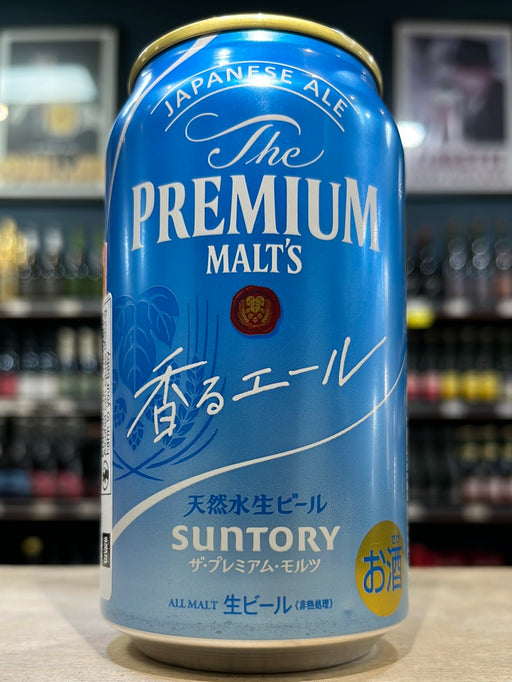 JAPANESE ALE
The
PREMIUM
MALT'S
香るエール
天然水生ビール
SUNTORY
ザ・プレミアム・モルツ
お酒
ALL MALT 生ビール（非熱処理）